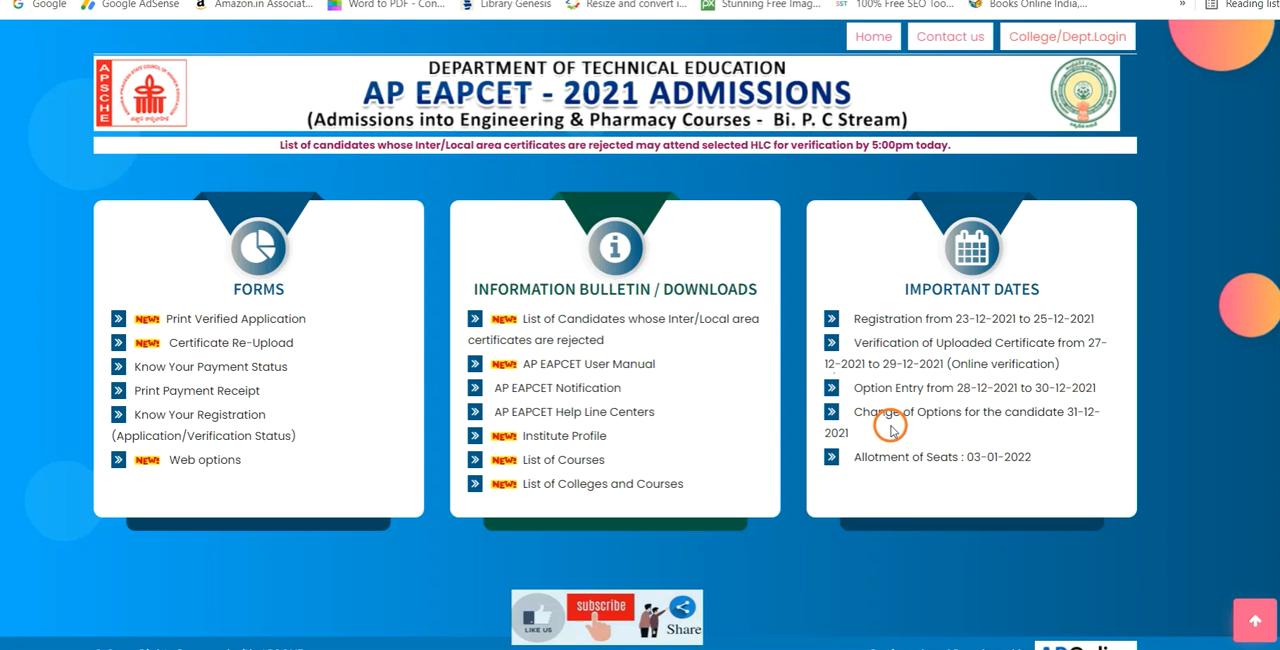 Google Google AdSense Amazon.in Associat... Word to PDF - Con... Library Genesis Resize and convert i... Stunning Free Imag... 100% Free SEO Too... Books Online India,... » Reading list
Home Contact us College/Dept.Login
APSCHE
DEPARTMENT OF TECHNICAL EDUCATION
AP EAPCET - 2021 ADMISSIONS
(Admissions into Engineering & Pharmacy Courses - Bi. P. C Stream)
List of candidates whose Inter/Local area certificates are rejected may attend selected HLC for verification by 5:00pm today.
FORMS
NEW! Print Verified Application
NEW! Certificate Re-Upload
Know Your Payment Status
Print Payment Receipt
Know Your Registration
(Application/Verification Status)
NEW! Web options
INFORMATION BULLETIN / DOWNLOADS
NEW! List of Candidates whose Inter/Local area
certificates are rejected
NEW! AP EAPCET User Manual
AP EAPCET Notification
AP EAPCET Help Line Centers
NEW! Institute Profile
NEW! List of Courses
NEW! List of Colleges and Courses
IMPORTANT DATES
Registration from 23-12-2021 to 25-12-2021
Verification of Uploaded Certificate from 27-
12-2021 to 29-12-2021 (Online verification)
Option Entry from 28-12-2021 to 30-12-2021
Change of Options for the candidate 31-12-
2021
Allotment of Seats : 03-01-2022
LIKE US
subscribe
Share